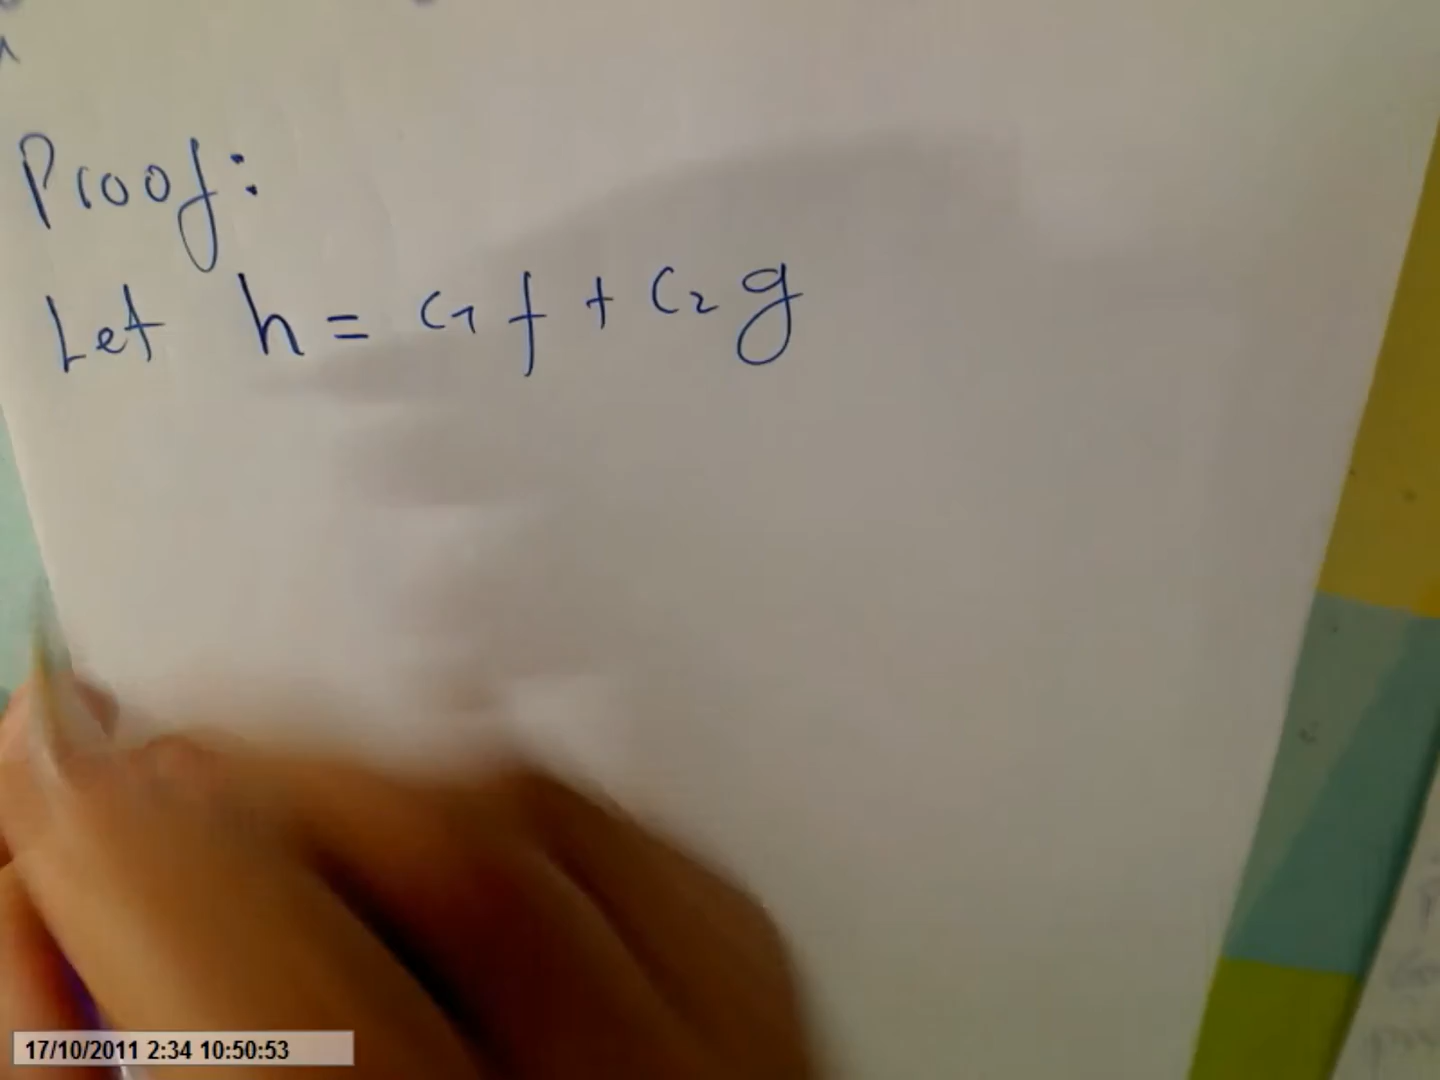 Proof:
Let h = c₁ f + c₂ g
17/10/2011 2:34 10:50:53